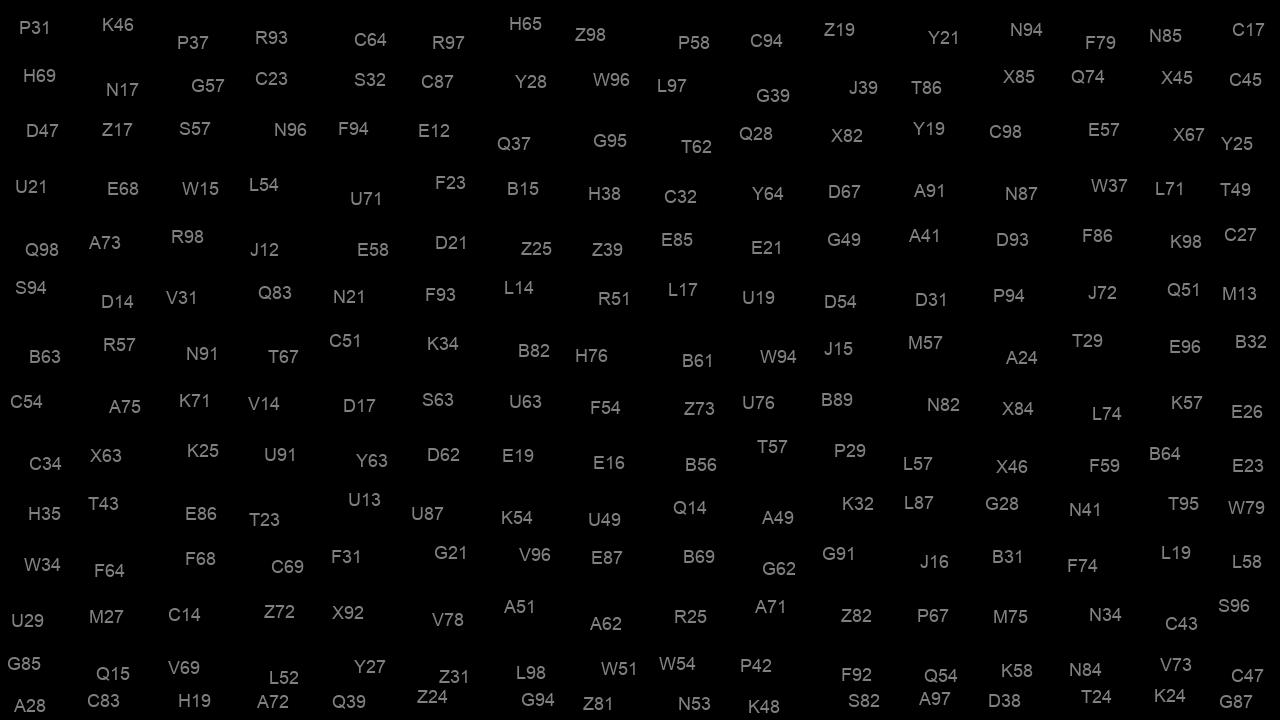 P31 K46 P37 R93 C64 R97 H65 Z98 P58 C94 Z19 Y21 N94 F79 N85 C17
H69 N17 G57 C23 S32 C87 Y28 W96 L97 G39 J39 T86 X85 Q74 X45 C45
D47 Z17 S57 N96 F94 E12 Q37 G95 T62 Q28 X82 Y19 C98 E57 X67 Y25
U21 E68 W15 L54 U71 F23 B15 H38 C32 Y64 D67 A91 N87 W37 L71 T49
Q98 A73 R98 J12 E58 D21 Z25 Z39 E85 E21 G49 A41 D93 F86 K98 C27
S94 D14 V31 Q83 N21 F93 L14 R51 L17 U19 D54 D31 P94 J72 Q51 M13
B63 R57 N91 T67 C51 K34 B82 H76 B61 W94 J15 M57 A24 T29 E96 B32
C54 A75 K71 V14 D17 S63 U63 F54 Z73 U76 B89 N82 X84 L74 K57 E26
C34 X63 K25 U91 Y63 D62 E19 E16 B56 T57 P29 L57 X46 F59 B64 E23
H35 T43 E86 T23 U13 U87 K54 U49 Q14 A49 K32 L87 G28 N41 T95 W79
W34 F64 F68 C69 F31 G21 V96 E87 B69 G62 G91 J16 B31 F74 L19 L58
U29 M27 C14 Z72 X92 V78 A51 A62 R25 A71 Z82 P67 M75 N34 C43 S96
G85 Q15 V69 L52 Y27 Z31 L98 W51 W54 P42 F92 Q54 K58 N84 V73 C47
A28 C83 H19 A72 Q39 Z24 G94 Z81 N53 K48 S82 A97 D38 T24 K24 G87